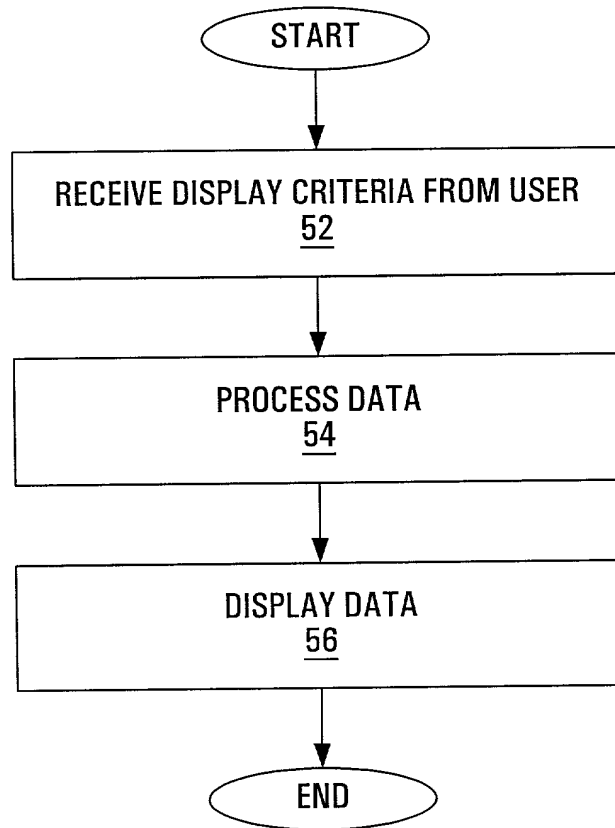 START
RECEIVE DISPLAY CRITERIA FROM USER
52
PROCESS DATA
54
DISPLAY DATA
56
END